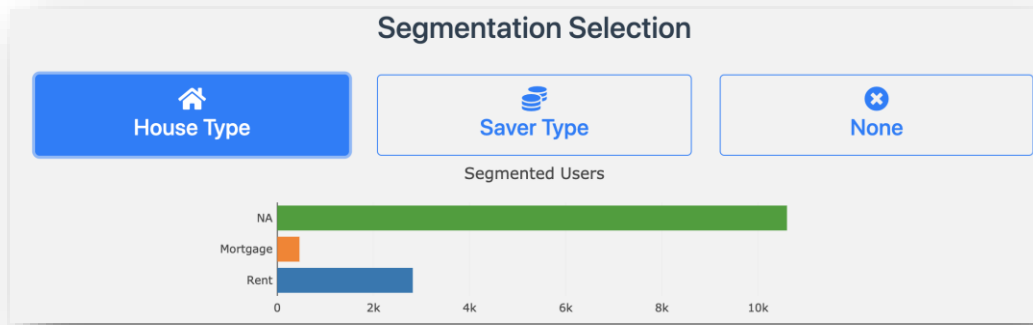 Segmentation Selection
House Type
Saver Type
None
Segmented Users
NA
Mortgage
Rent
0 2k 4k 6k 8k 10k